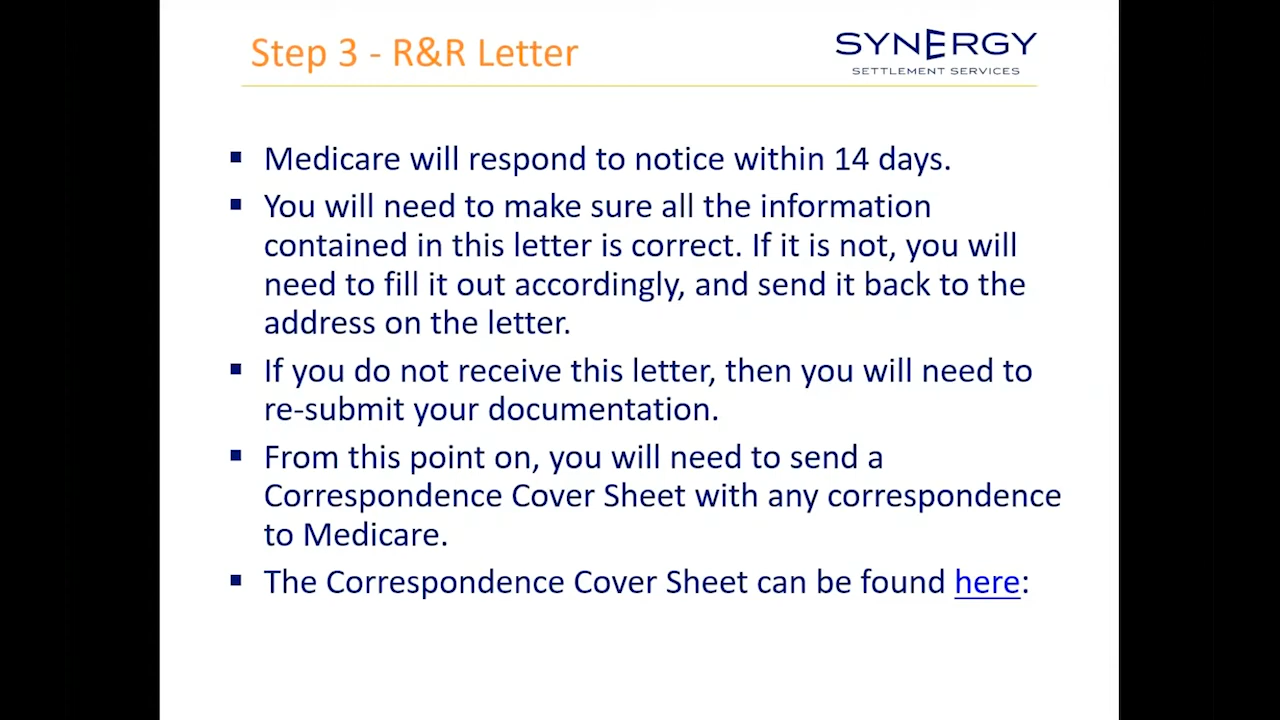 Step 3 - R&R Letter
SYNERGY
SETTLEMENT SERVICES
▪ Medicare will respond to notice within 14 days.
▪ You will need to make sure all the information
contained in this letter is correct. If it is not, you will
need to fill it out accordingly, and send it back to the
address on the letter.
▪ If you do not receive this letter, then you will need to
re-submit your documentation.
▪ From this point on, you will need to send a
Correspondence Cover Sheet with any correspondence
to Medicare.
▪ The Correspondence Cover Sheet can be found here: